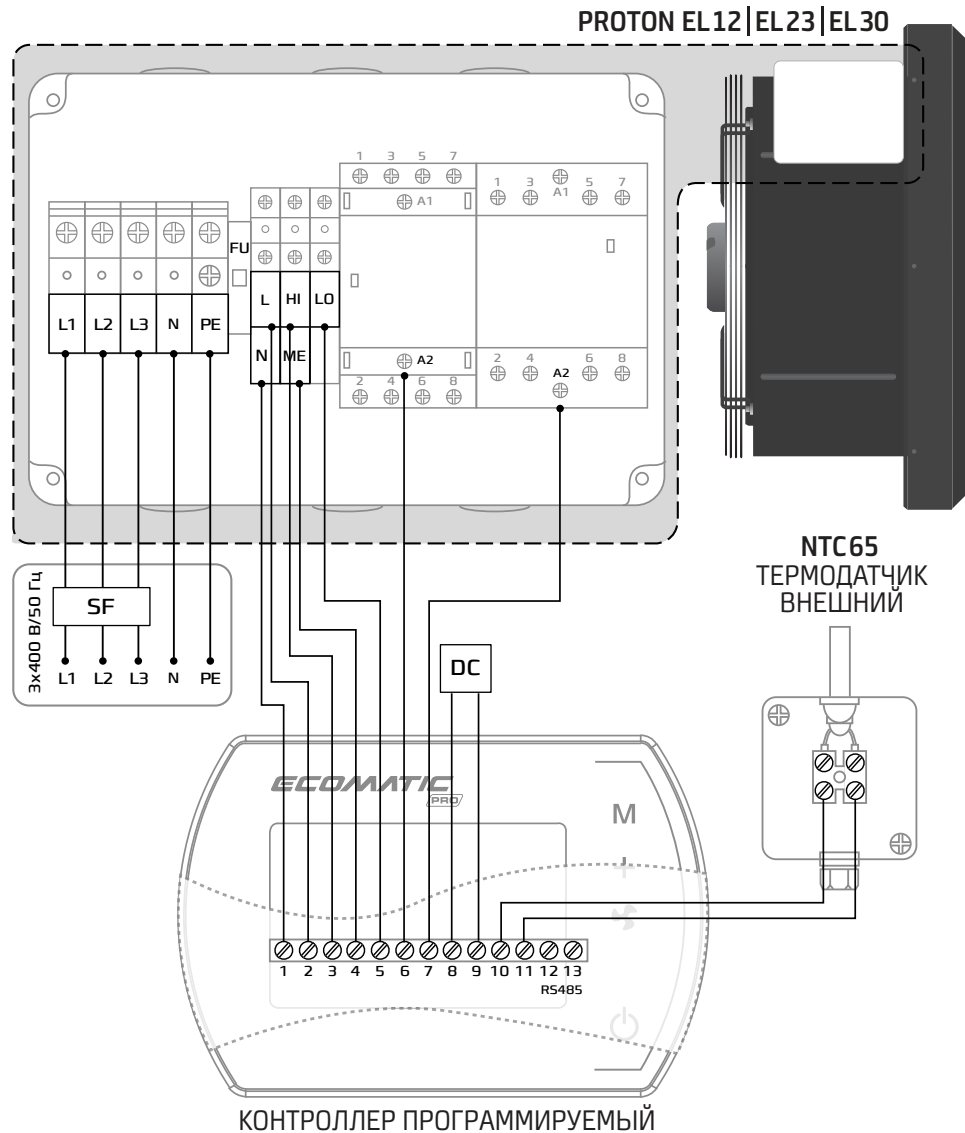 PROTON EL12|EL23|EL30
1 3 5 7
A1
1 3 A1 5 7
FU
L HI LO
L1 L2 L3 N PE
N ME
A2
2 4 6 8
2 4 A2 6 8
3x400 В/50 Гц
SF
L1 L2 L3 N PE
DC
NTC65
ТЕРМОДАТЧИК
ВНЕШНИЙ
ECOMATIC
PRO
M
+
1 2 3 4 5 6 7 8 9 10 11 12 13
RS485
КОНТРОЛЛЕР ПРОГРАММИРУЕМЫЙ